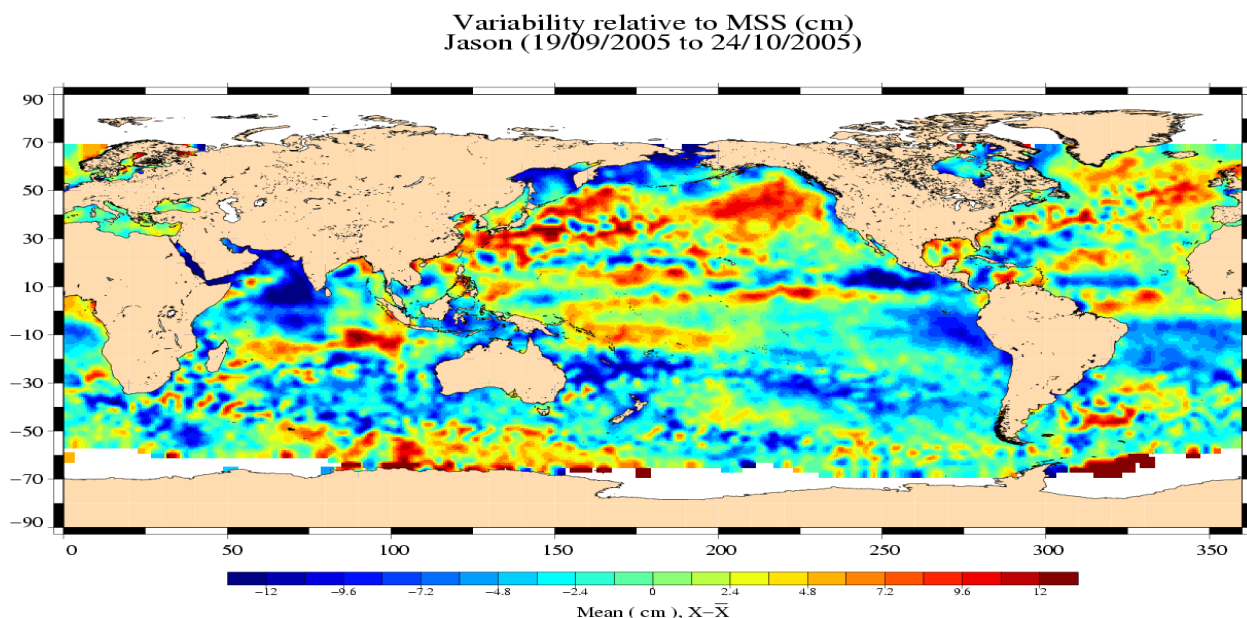 Variability relative to MSS (cm)
Jason (19/09/2005 to 24/10/2005)
90
70
50
30
10
−10
−30
−50
−70
−90
0 50 100 150 200 250 300 350
−12 −9.6 −7.2 −4.8 −2.4 0 2.4 4.8 7.2 9.6 12
Mean ( cm ), X−X̅